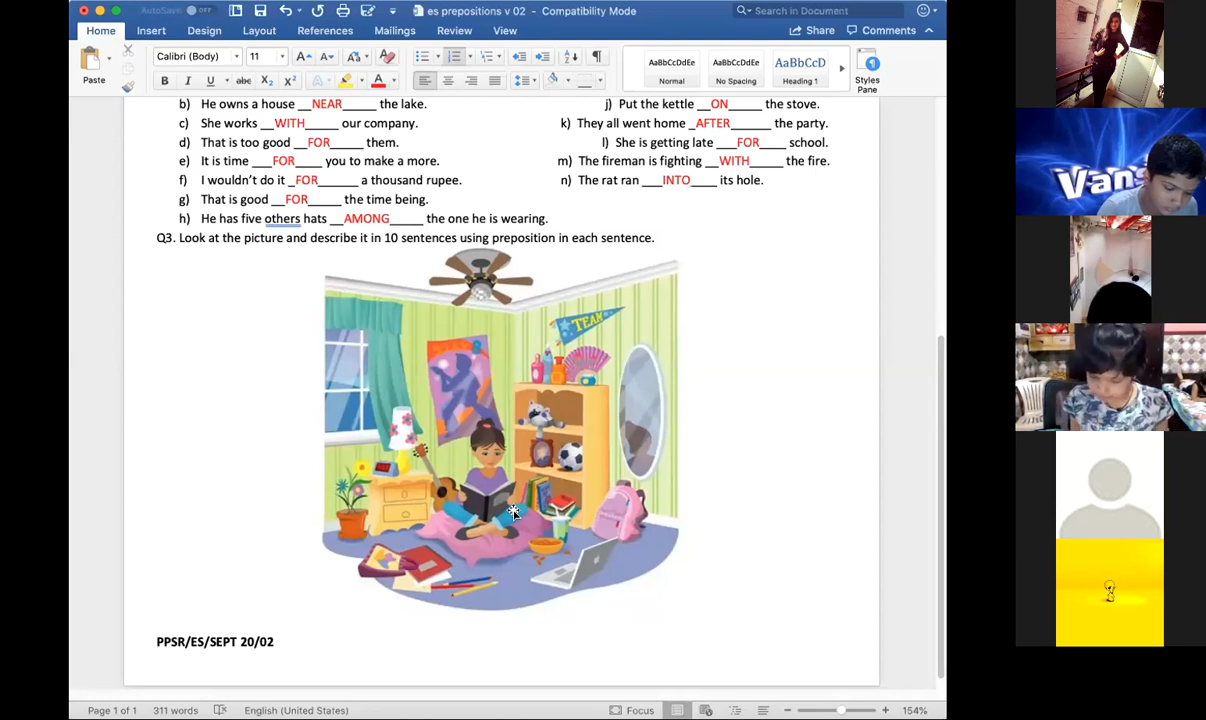 AutoSave OFF es prepositions v 02 - Compatibility Mode Search in Document
Home Insert Design Layout References Mailings Review View Share Comments
Paste Calibri (Body) 11 AaBbCcDdEe AaBbCcDdEe AaBbCcD Styles
Normal No Spacing Heading 1 Pane
b) He owns a house __NEAR_____ the lake. j) Put the kettle __ON_____ the stove.
c) She works __WITH_____ our company. k) They all went home _AFTER_______ the party.
d) That is too good __FOR_____ them. l) She is getting late ___FOR____ school.
e) It is time ___FOR____ you to make a more. m) The fireman is fighting __WITH_____ the fire.
f) I wouldn't do it _FOR_______ a thousand rupee. n) The rat ran ___INTO____ its hole.
g) That is good __FOR_____ the time being.
h) He has five others hats __AMONG_____ the one he is wearing.
Q3. Look at the picture and describe it in 10 sentences using preposition in each sentence.
TEAM
PPSR/ES/SEPT 20/02
Page 1 of 1 311 words English (United States) Focus 154%
Vans